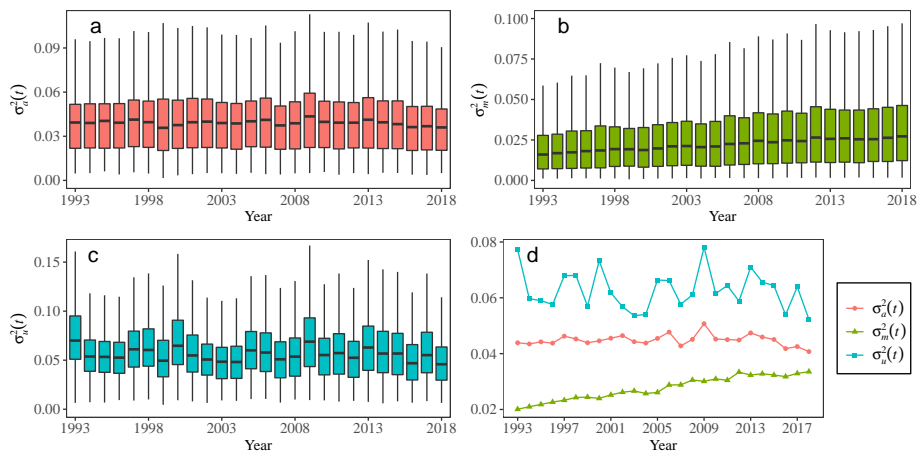 a
σ²ₐ(t)
0.09
0.06
0.03
0.00
1993 1998 2003 2008 2013 2018
Year
b
σ²ₘ(t)
0.100
0.075
0.050
0.025
0.000
1993 1998 2003 2008 2013 2018
Year
c
σ²ᵤ(t)
0.15
0.10
0.05
0.00
1993 1998 2003 2008 2013 2018
Year
d
0.08
0.06
0.04
0.02
1993 1997 2001 2005 2009 2013 2017
Year
σ²ₐ(t)
σ²ₘ(t)
σ²ᵤ(t)